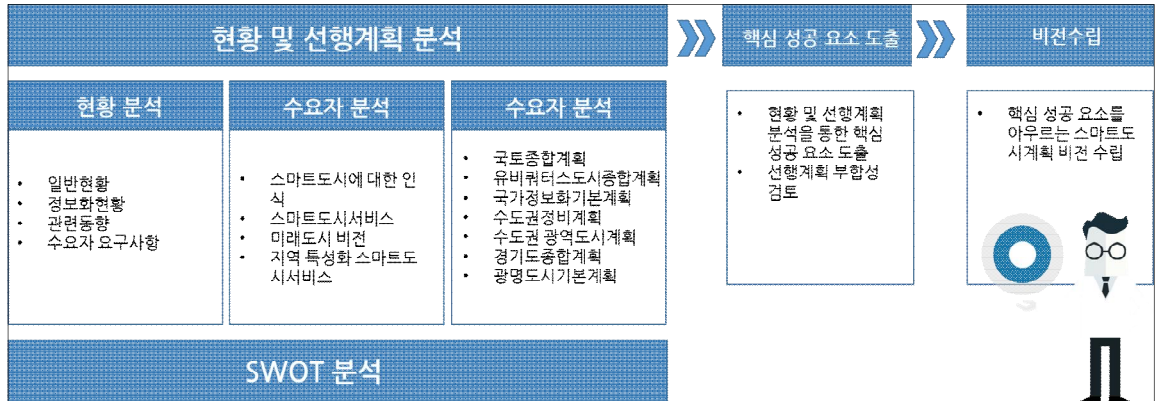 현황 및 선행계획 분석
핵심 성공 요소 도출
비전수립
현황 분석
• 일반현황
• 정보화현황
• 관련동향
• 수요자 요구사항
수요자 분석
• 스마트도시에 대한 인
식
• 스마트도시서비스
• 미래도시 비전
• 지역 특성화 스마트도
시서비스
수요자 분석
• 국토종합계획
• 유비쿼터스도시종합계획
• 국가정보화기본계획
• 수도권정비계획
• 수도권 광역도시계획
• 경기도종합계획
• 광명도시기본계획
• 현황 및 선행계획
분석을 통한 핵심
성공 요소 도출
• 선행계획 부합성
검토
• 핵심 성공 요소를
아우르는 스마트도
시계획 비전 수립
SWOT 분석